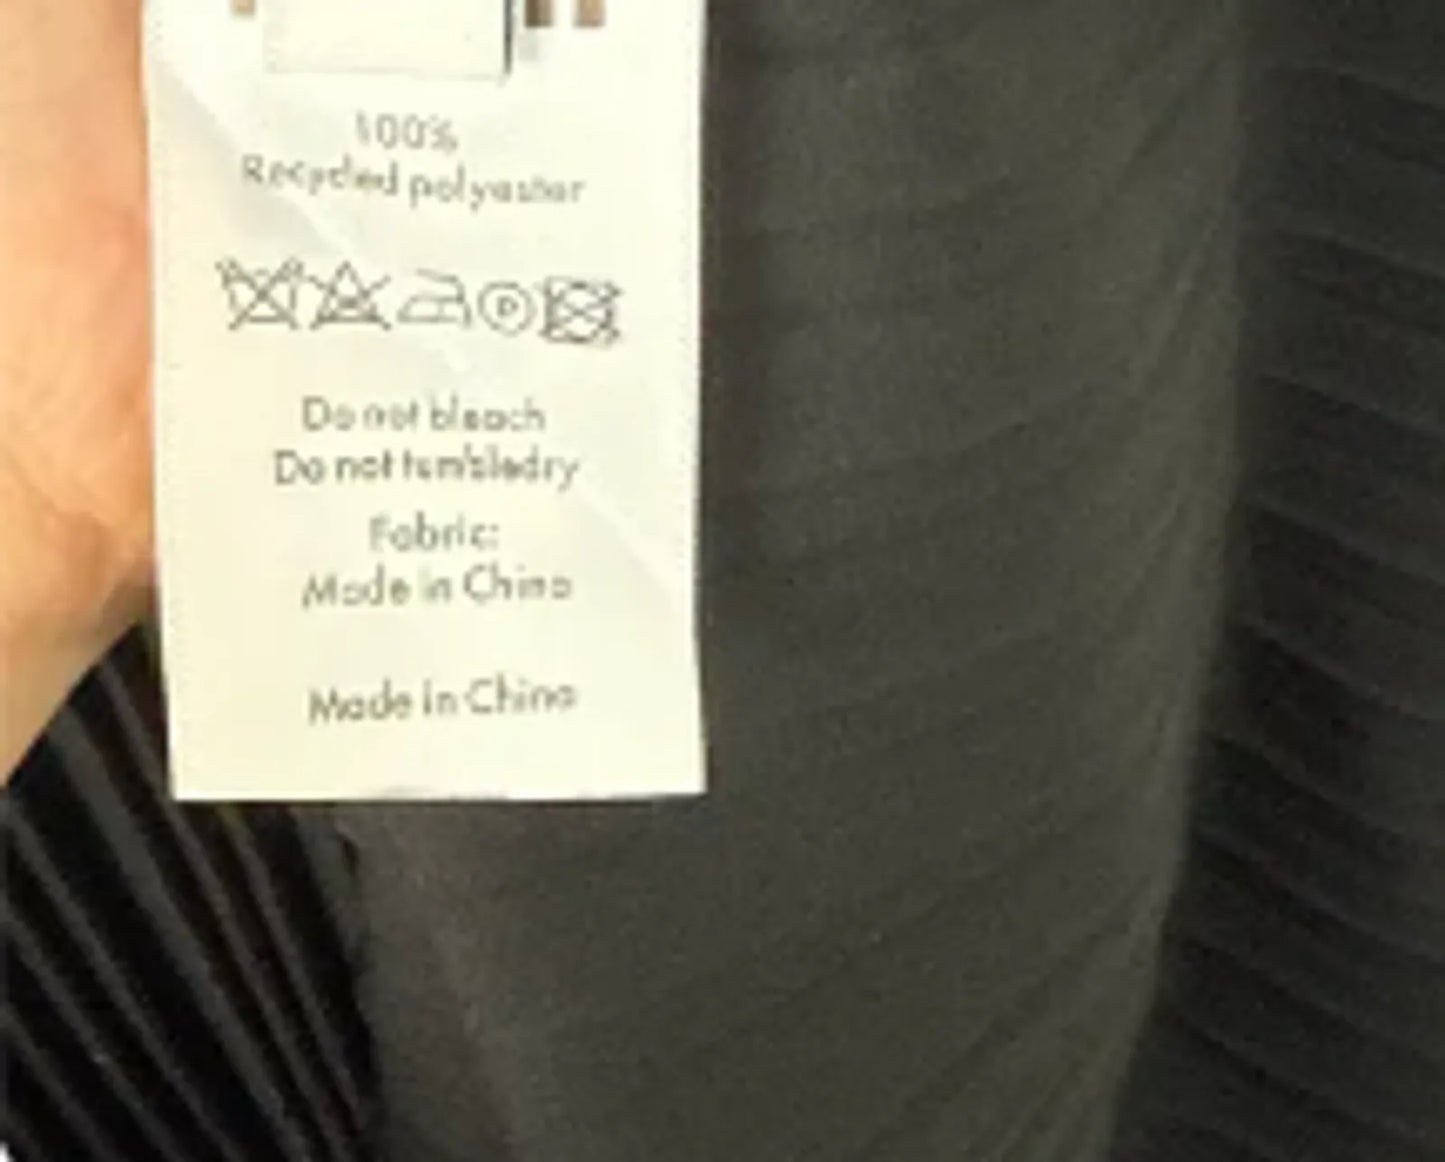 100%
Recycled polyester
P
Do not bleach
Do not tumbledry
Fabric:
Made in China
Made in China